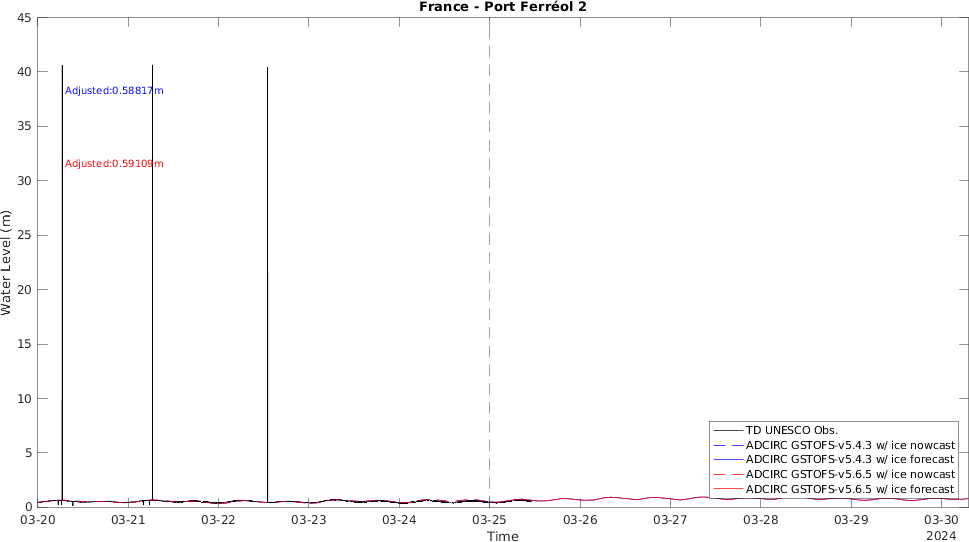 France - Port Ferréol 2
45
40
35
30
25
20
15
10
5
0
Water Level (m)
Adjusted:0.58817m
Adjusted:0.59109m
TD UNESCO Obs.
ADCIRC GSTOFS-v5.4.3 w/ ice nowcast
ADCIRC GSTOFS-v5.4.3 w/ ice forecast
ADCIRC GSTOFS-v5.6.5 w/ ice nowcast
ADCIRC GSTOFS-v5.6.5 w/ ice forecast
03-20 03-21 03-22 03-23 03-24 03-25 03-26 03-27 03-28 03-29 03-30
2024
Time